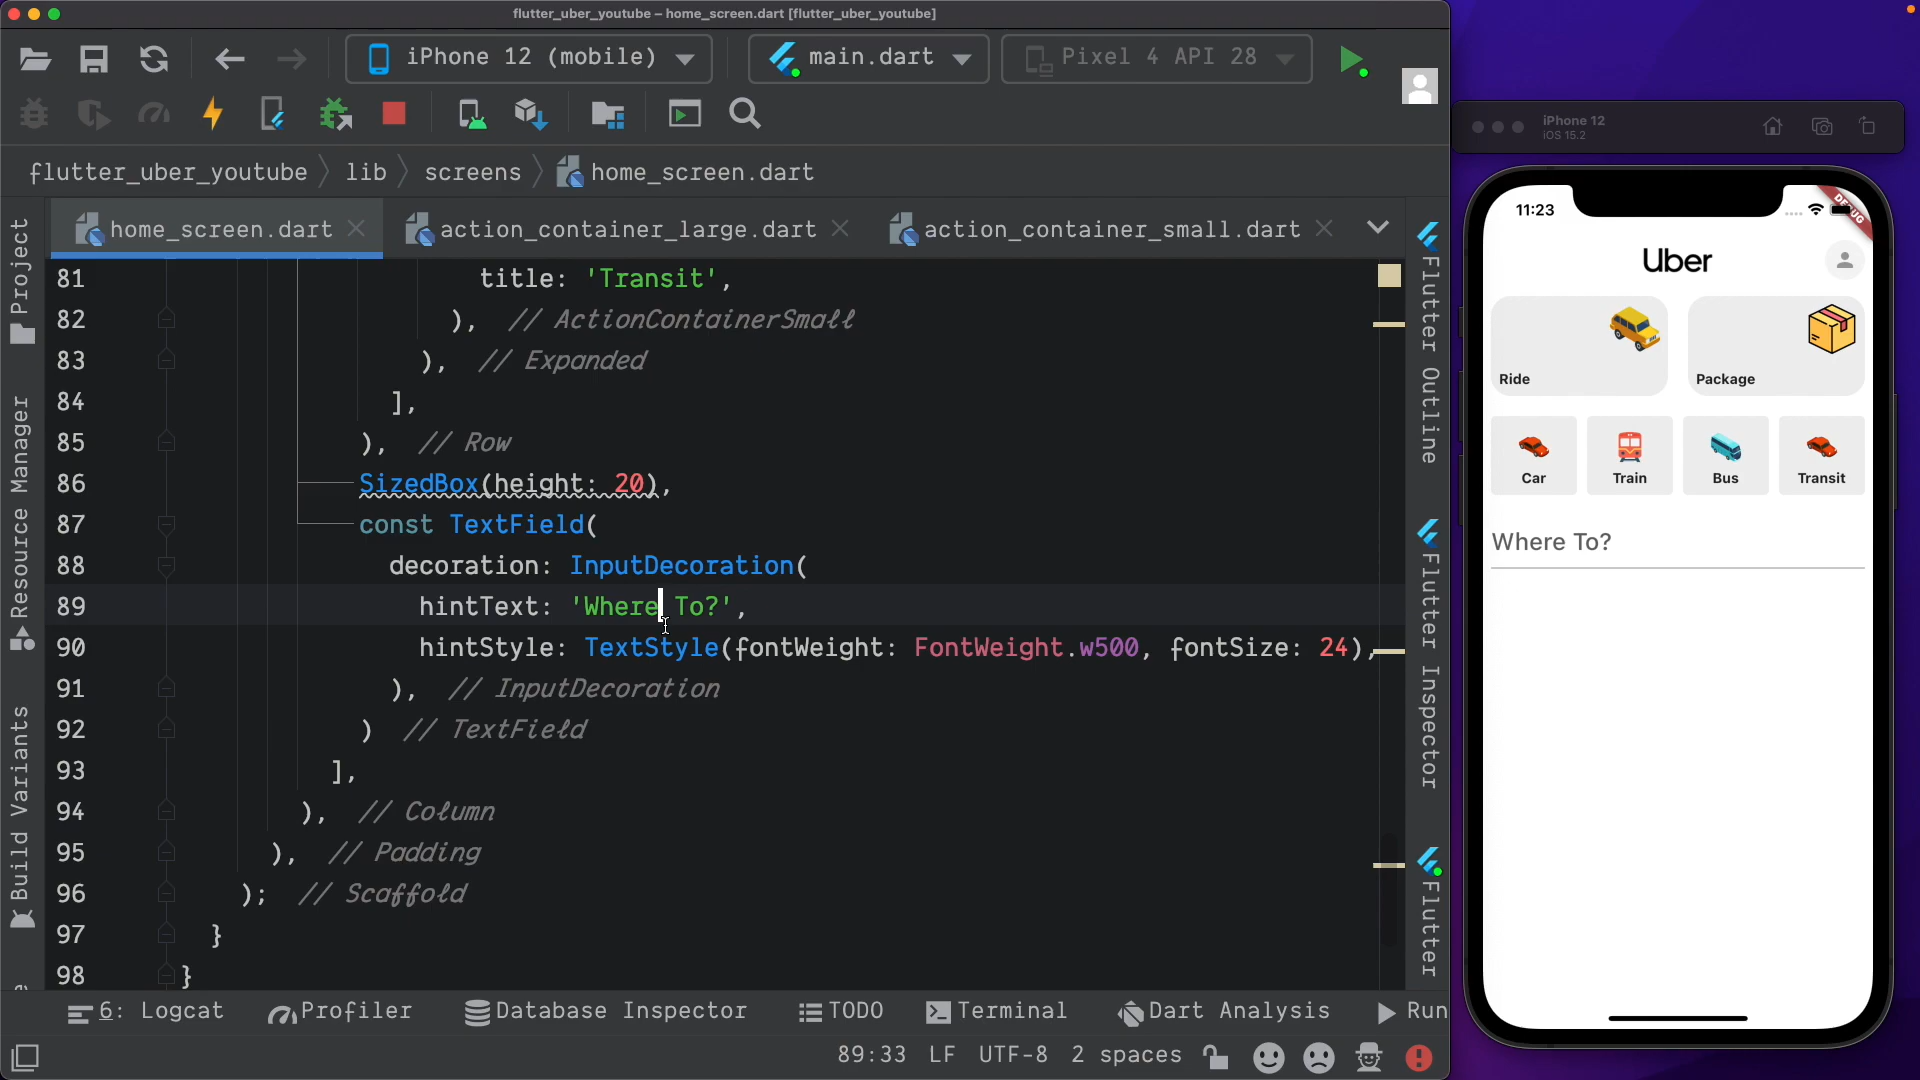 flutter_uber_youtube – home_screen.dart [flutter_uber_youtube]
iPhone 12 (mobile)
main.dart
Pixel 4 API 28
flutter_uber_youtube
lib
screens
home_screen.dart
home_screen.dart
action_container_large.dart
action_container_small.dart
Project
Resource Manager
Build Variants
81 title: 'Transit',
82 ), // ActionContainerSmall
83 ), // Expanded
84 ],
85 ), // Row
86 SizedBox(height: 20),
87 const TextField(
88 decoration: InputDecoration(
89 hintText: 'Where To?',
90 hintStyle: TextStyle(fontWeight: FontWeight.w500, fontSize: 24),
91 ), // InputDecoration
92 ) // TextField
93 ],
94 ), // Column
95 ), // Padding
96 ); // Scaffold
97 }
98 }
Flutter Outline
Flutter Inspector
Flutter
6: Logcat
Profiler
Database Inspector
TODO
Terminal
Dart Analysis
Run
89:33 LF UTF-8 2 spaces
iPhone 12
iOS 15.2
11:23
DEBUG
Uber
Ride
Package
Car
Train
Bus
Transit
Where To?